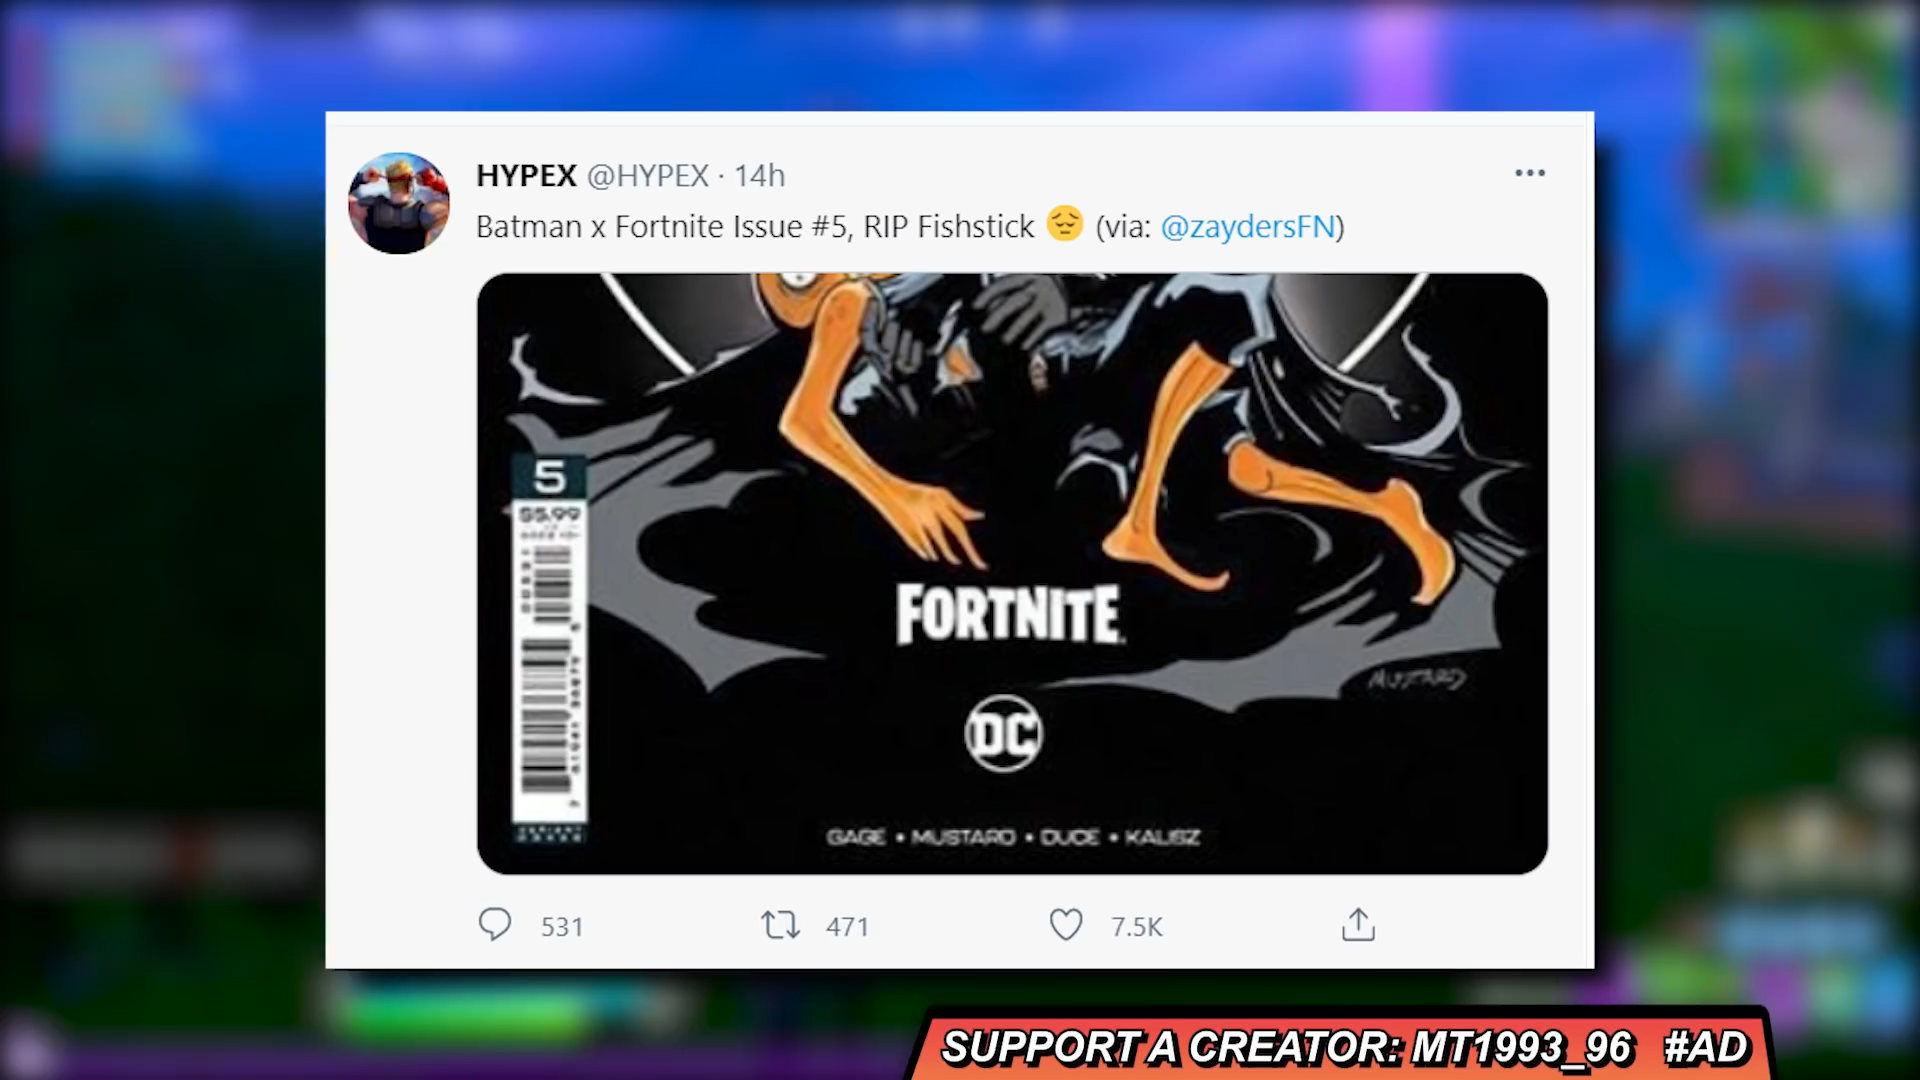 HYPEX @HYPEX · 14h
Batman x Fortnite Issue #5, RIP Fishstick 😔 (via: @zaydersFN)
5
$5.99
FORTNITE
MUSTARD
DC
GAGE • MUSTARD • DUCE • KALISZ
531 471 7.5K
SUPPORT A CREATOR: MT1993_96 #AD